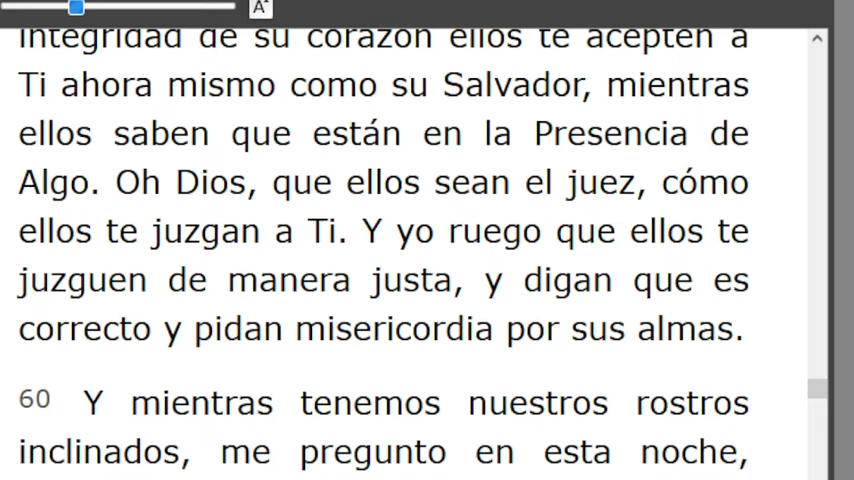 A^
integridad de su corazón ellos te acepten a
Ti ahora mismo como su Salvador, mientras
ellos saben que están en la Presencia de
Algo. Oh Dios, que ellos sean el juez, cómo
ellos te juzgan a Ti. Y yo ruego que ellos te
juzguen de manera justa, y digan que es
correcto y pidan misericordia por sus almas.
60 Y mientras tenemos nuestros rostros
inclinados, me pregunto en esta noche,